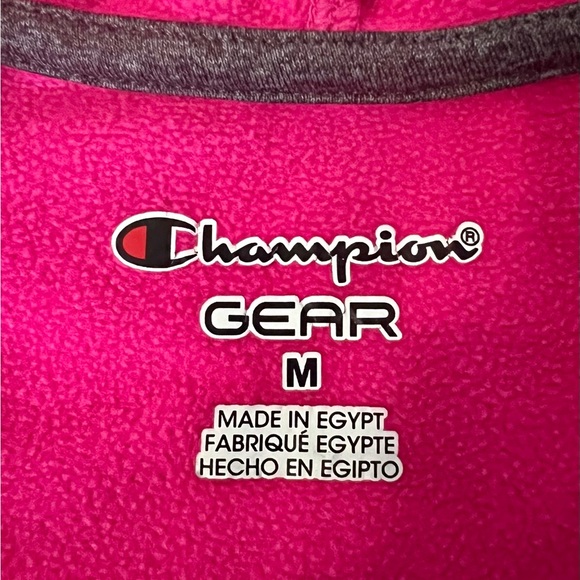 Champion®
GEAR
M
MADE IN EGYPT
FABRIQUÉ EGYPTE
HECHO EN EGIPTO